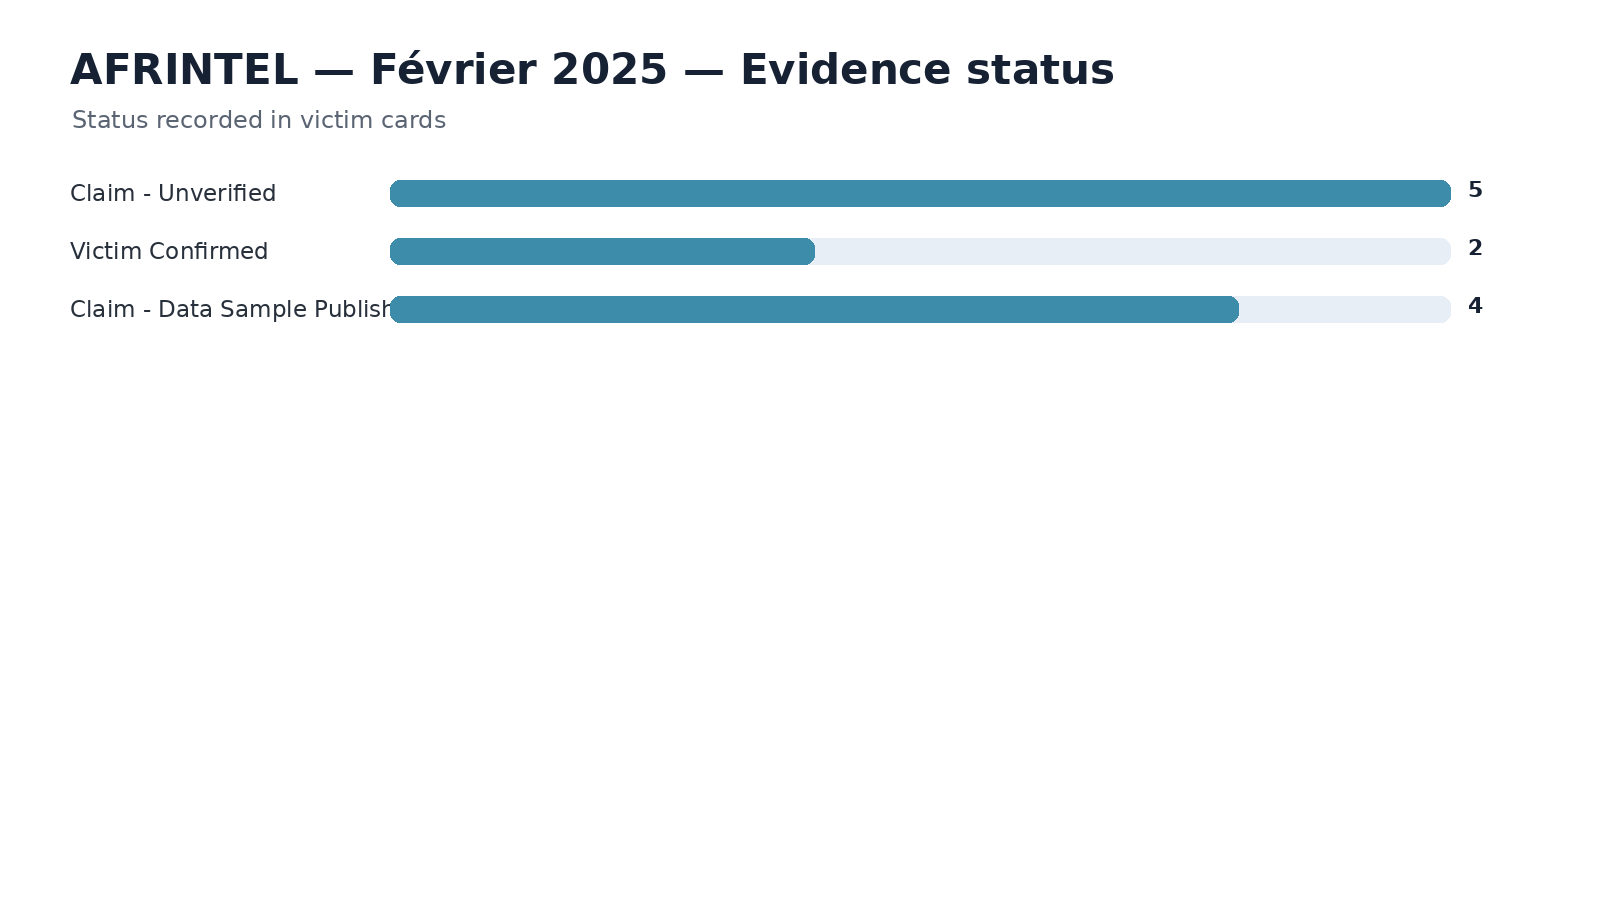 AFRINTEL — Février 2025 — Evidence status
Status recorded in victim cards
Claim - Unverified 5
Victim Confirmed 2
Claim - Data Sample Publish 4